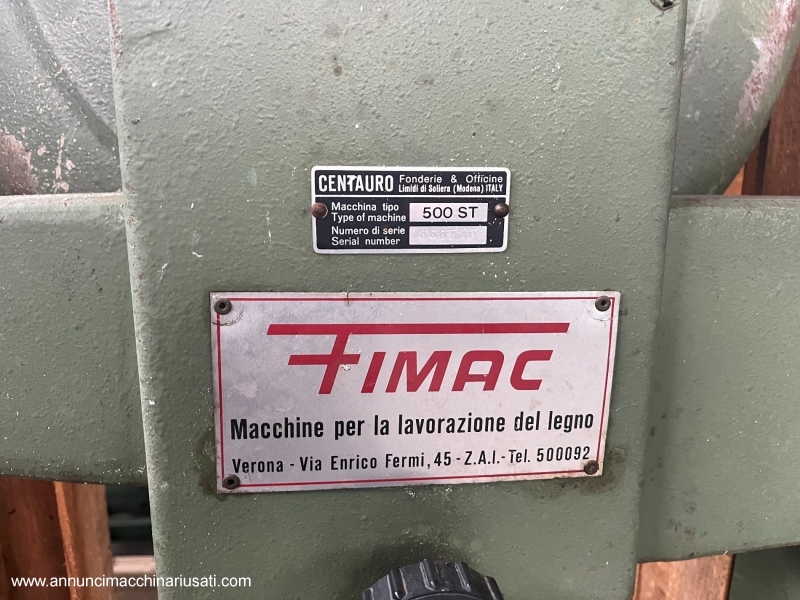 CENTAURO Fonderie & Officine
Limidi di Soliera (Modena) ITALY
Macchina tipo
Type of machine
500 ST
Numero di serie
Serial number
FIMAC
Macchine per la lavorazione del legno
Verona - Via Enrico Fermi, 45 - Z.A.I.- Tel. 500092
www.annuncimacchinariusati.com